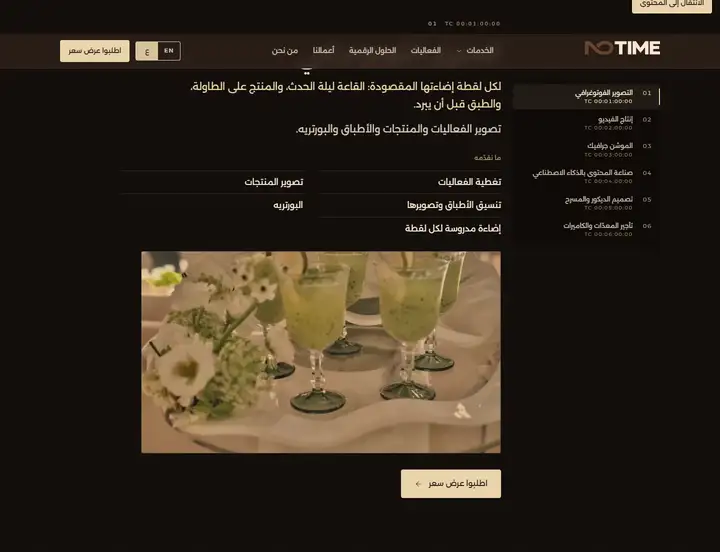 الانتقال إلى المحتوى
01 TC 00:01:00:00
NOTIME
الخدمات
الفعاليات
الحلول الرقمية
أعمالنا
من نحن
EN
ع
اطلبوا عرض سعر
01 التصوير الفوتوغرافي
TC 00:01:00:00
02 إنتاج الفيديو
TC 00:02:00:00
03 الموشن جرافيك
TC 00:03:00:00
04 صناعة المحتوى بالذكاء الاصطناعي
TC 00:04:00:00
05 تصميم الديكور والمسرح
TC 00:05:00:00
06 تأجير المعدّات والكاميرات
TC 00:06:00:00
لكل لقطة إضاءتها المقصودة: القاعة ليلة الحدث، والمنتج على الطاولة،
والطبق قبل أن يبرد.
تصوير الفعاليات والمنتجات والأطباق والبورتريه.
ما نقدّمه
تغطية الفعاليات
تصوير المنتجات
تنسيق الأطباق وتصويرها
البورتريه
إضاءة مدروسة لكل لقطة
اطلبوا عرض سعر ←